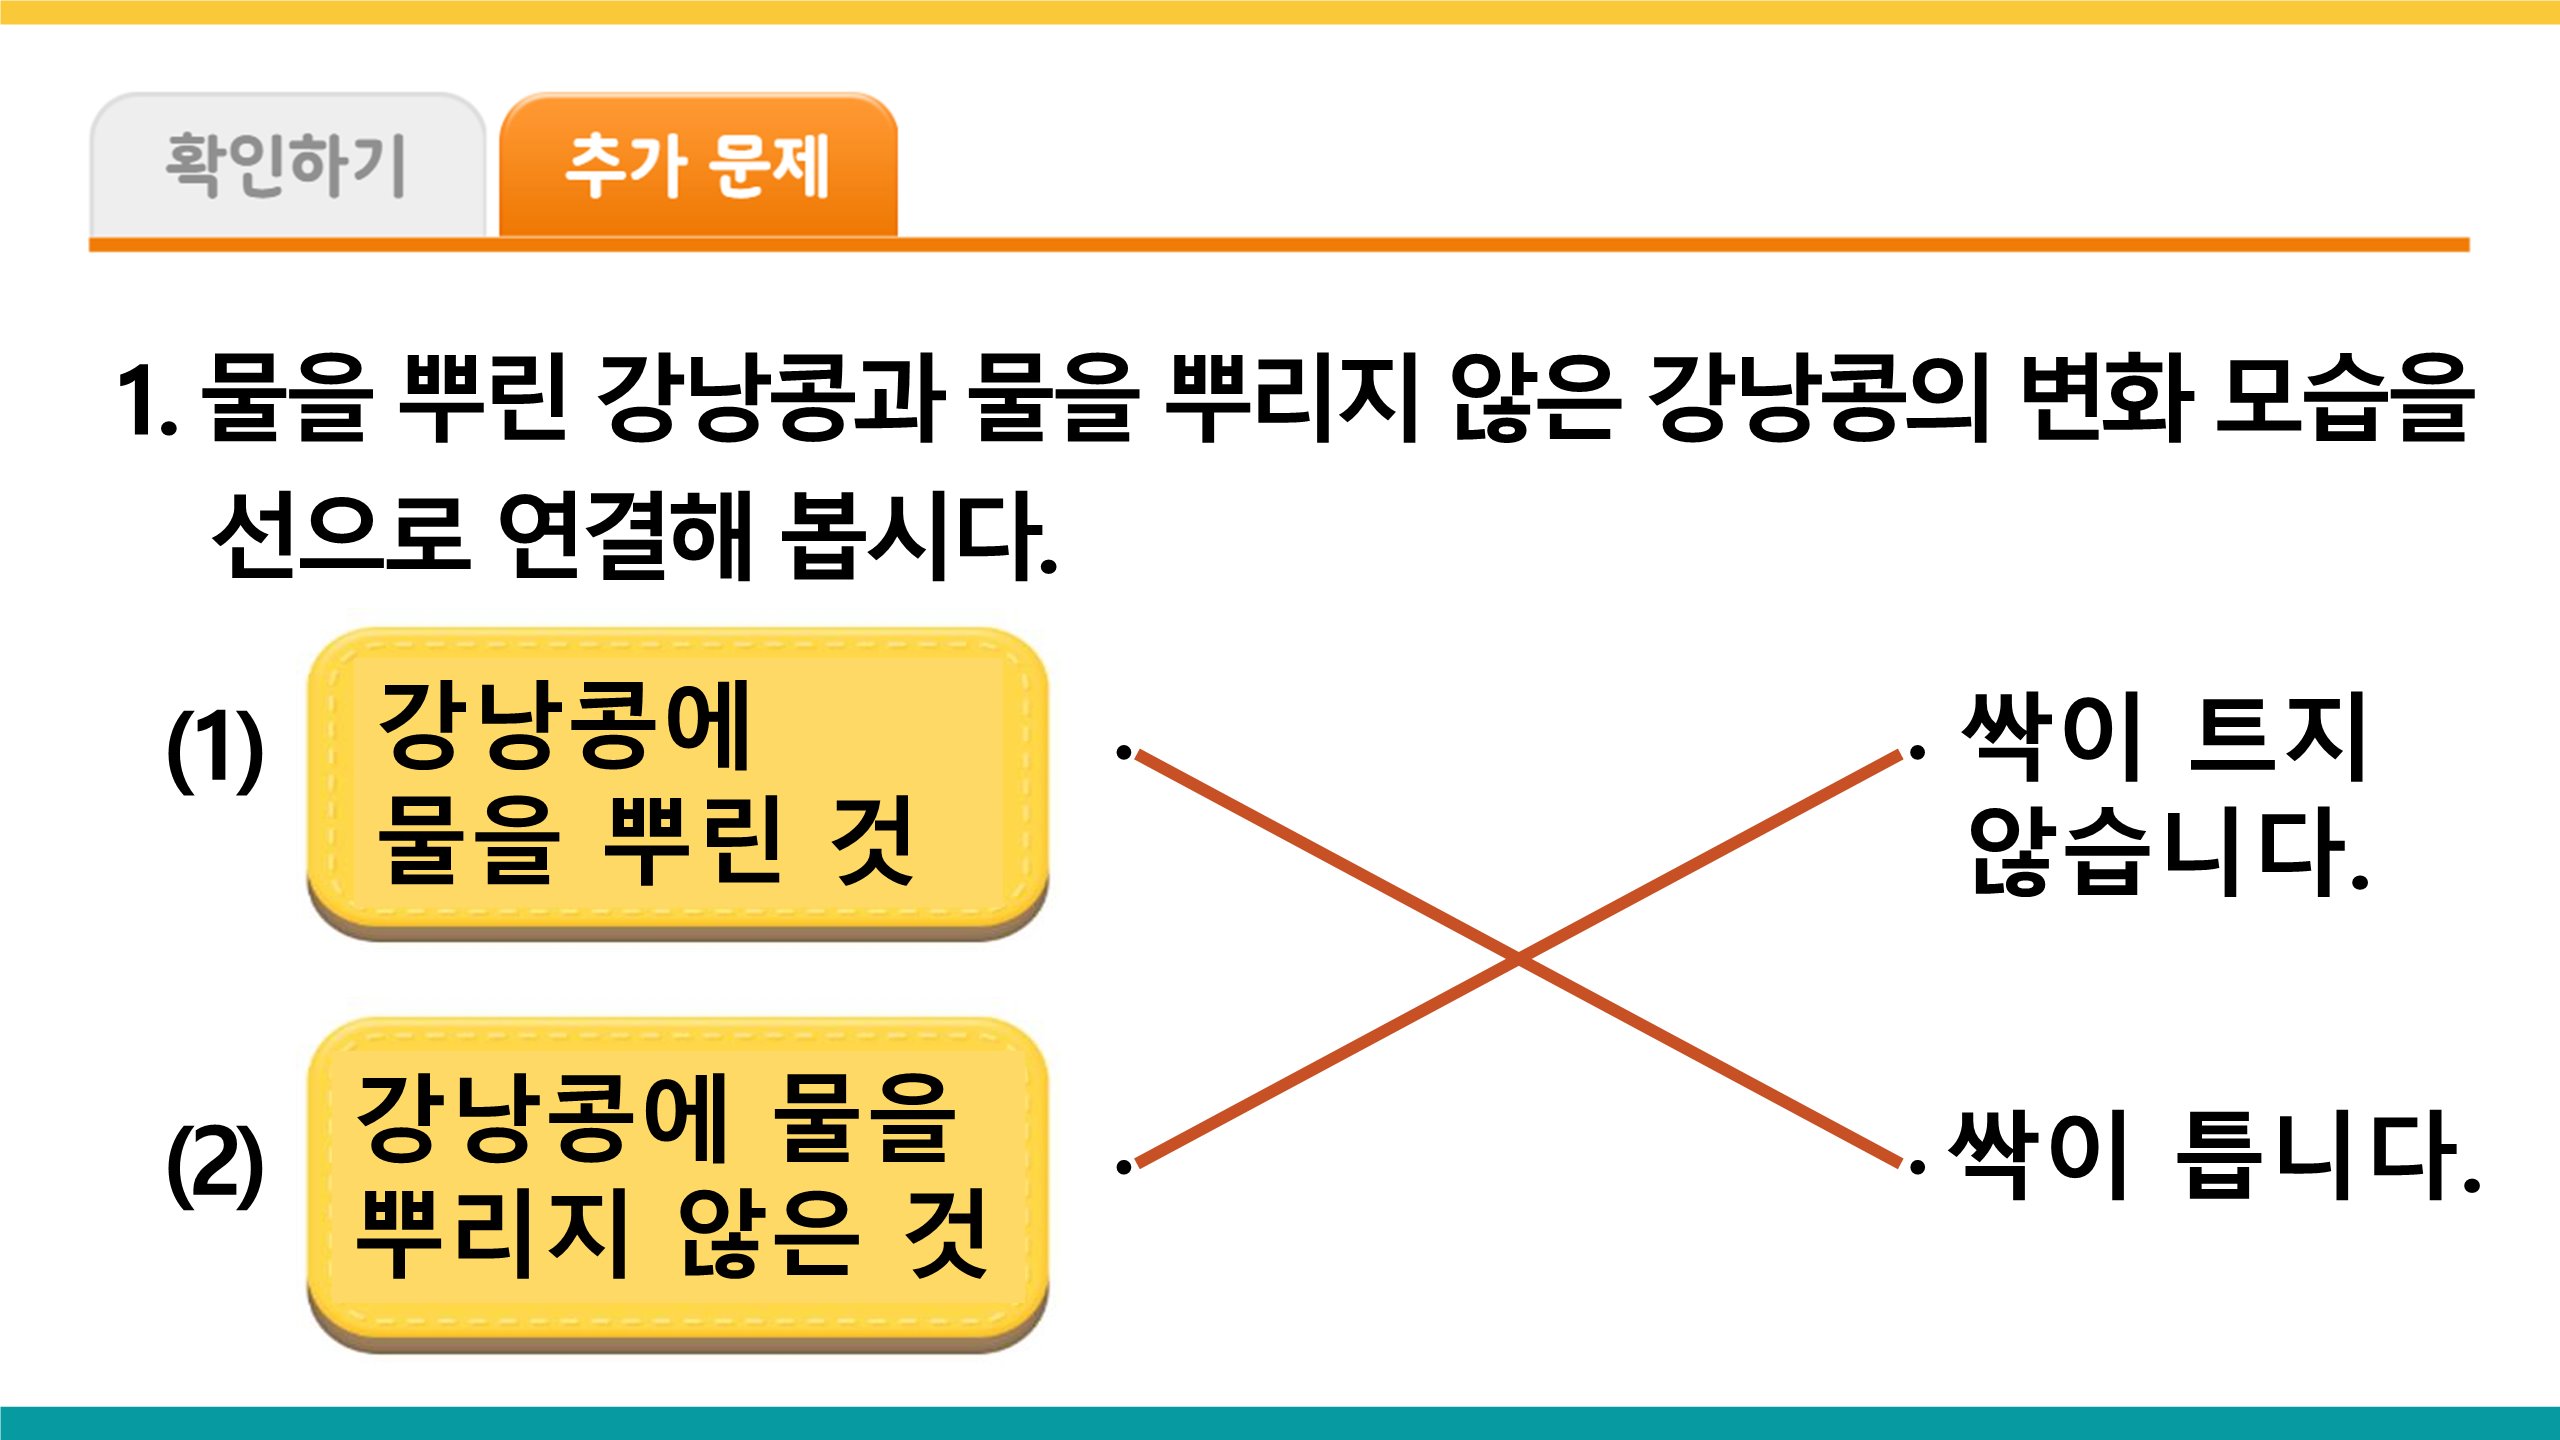 확인하기
추가 문제
1. 물을 뿌린 강낭콩과 물을 뿌리지 않은 강낭콩의 변화 모습을
선으로 연결해 봅시다.
(1)
강낭콩에
물을 뿌린 것
· · 싹이 트지
않습니다.
(2)
강낭콩에 물을
뿌리지 않은 것
· · 싹이 틉니다.